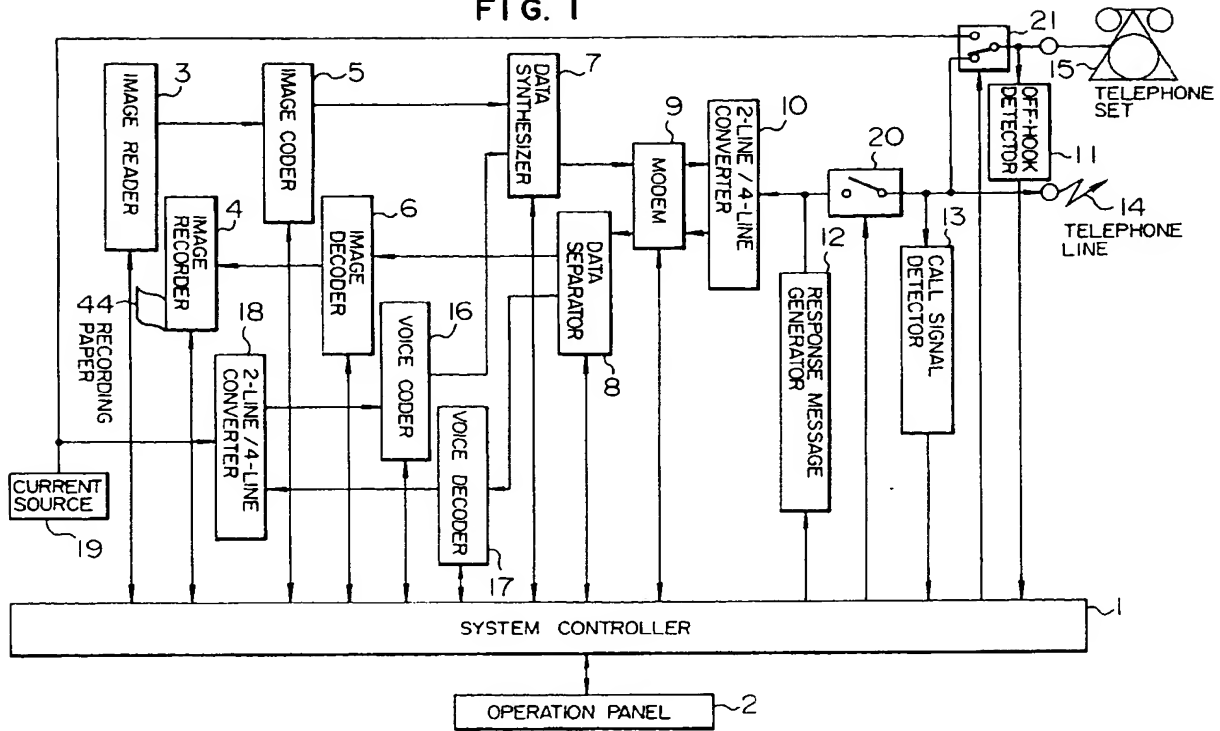 FIG. 1
3
IMAGE READER
5
IMAGE CODER
7
DATA
SYNTHESIZER
9
MODEM
10
2-LINE / 4-LINE
CONVERTER
21
15
TELEPHONE
SET
OFF-HOOK
DETECTOR
11
20
14
TELEPHONE
LINE
4
IMAGE
RECORDER
6
IMAGE
DECODER
DATA
SEPARATOR
8
12
RESPONSE MESSAGE
GENERATOR
13
CALL SIGNAL
DETECTOR
44 RECORDING
PAPER
18
2-LINE / 4-LINE
CONVERTER
16
VOICE CODER
VOICE DECODER
17
CURRENT
SOURCE
19
SYSTEM CONTROLLER
1
OPERATION PANEL
2